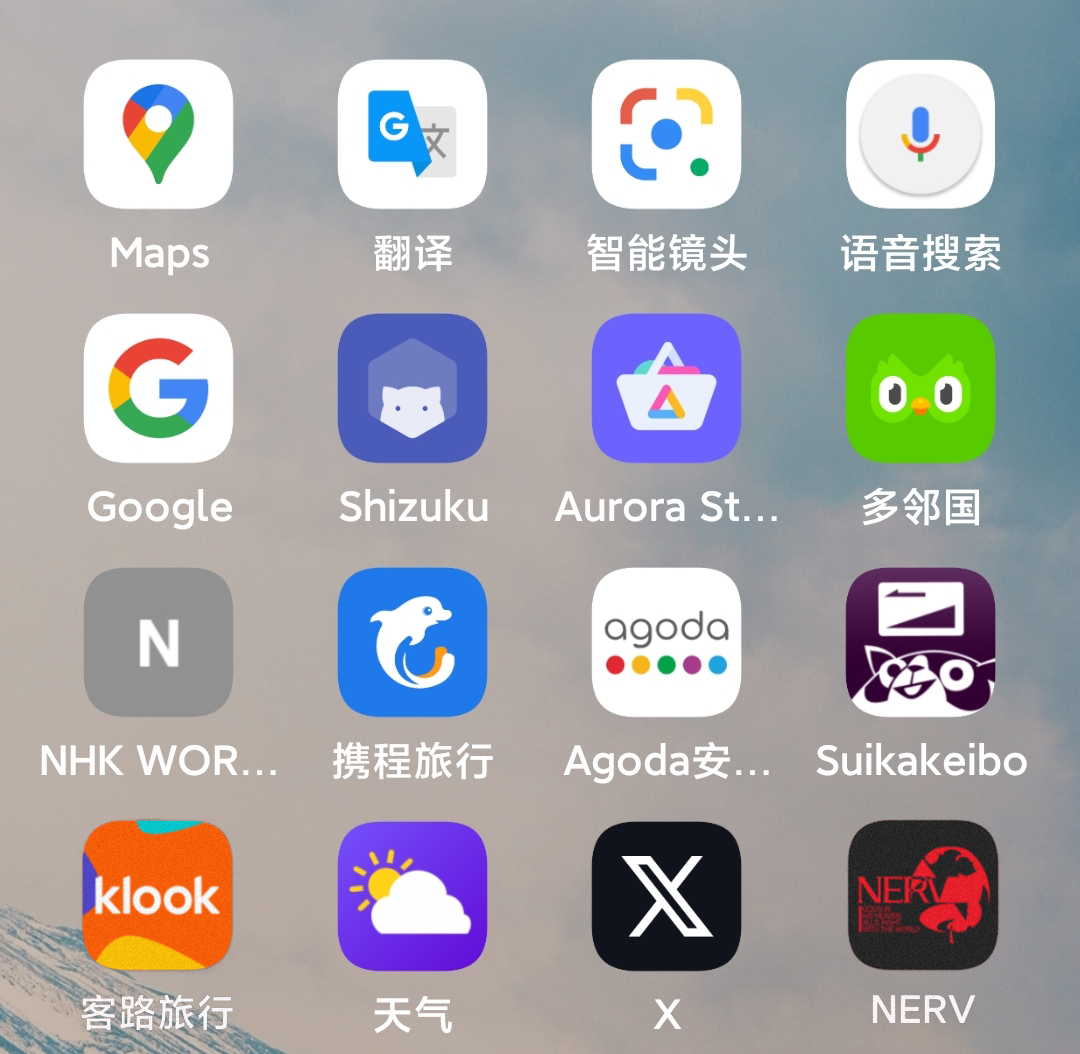 G 文
Maps
翻译
智能镜头
语音搜索
Google
Shizuku
Aurora St...
多邻国
N
agoda
NHK WOR...
携程旅行
Agoda安...
Suikakeibo
klook
NERV
客路旅行
天气
X
NERV